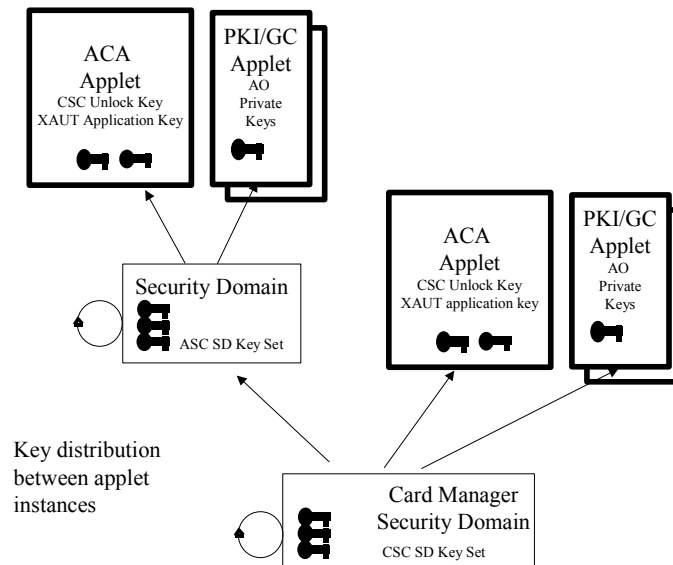 ACA
Applet
CSC Unlock Key
XAUT Application Key
PKI/GC
Applet
AO
Private
Keys
Security Domain
ASC SD Key Set
ACA
Applet
CSC Unlock Key
XAUT application key
PKI/GC
Applet
AO
Private
Keys
Key distribution
between applet
instances
Card Manager
Security Domain
CSC SD Key Set